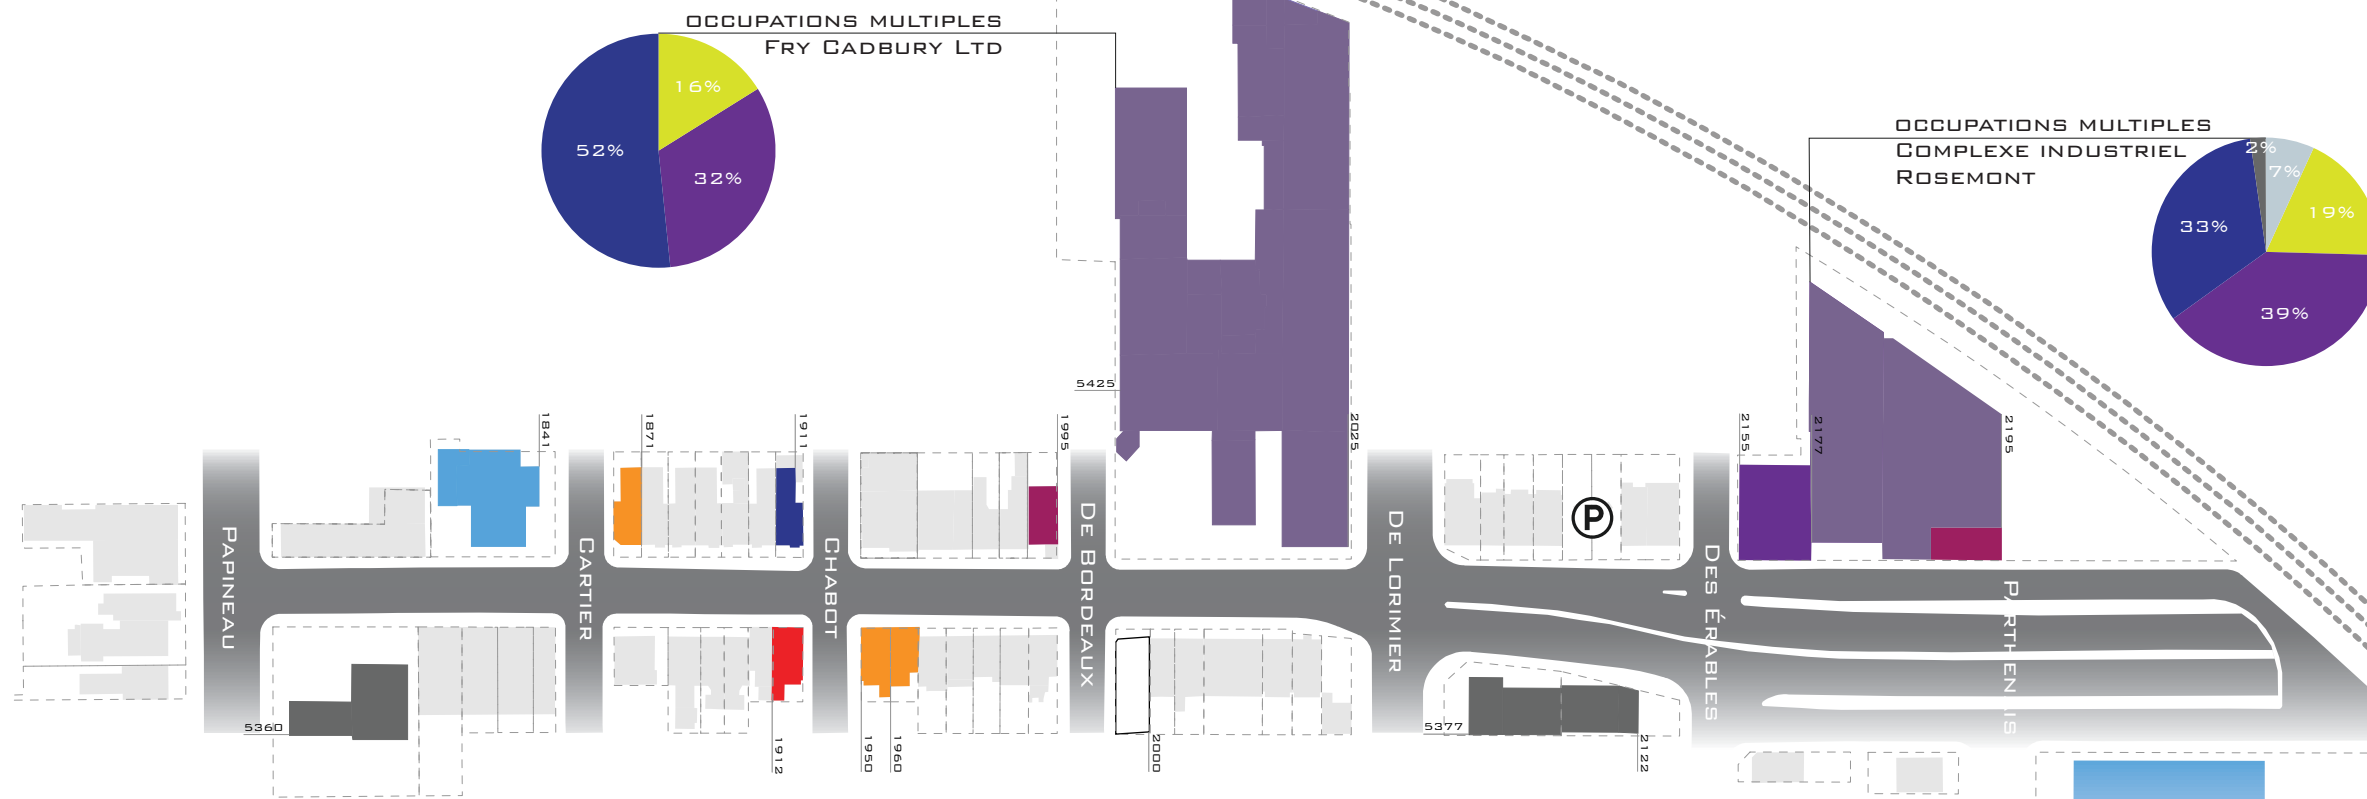 OCCUPATIONS MULTIPLES
FRY CADBURY LTD
16%
52%
32%
OCCUPATIONS MULTIPLES
COMPLEXE INDUSTRIEL
ROSEMONT
2%
7%
19%
33%
39%
5425
1841
1871
1911
1995
2025
2155
2177
2195
P
PAPINEAU
CARTIER
CHABOT
DE BORDEAUX
DE LORIMIER
DES ÉRABLES
PARTHENAIS
5360
1912
1950
1960
2000
5377
2122